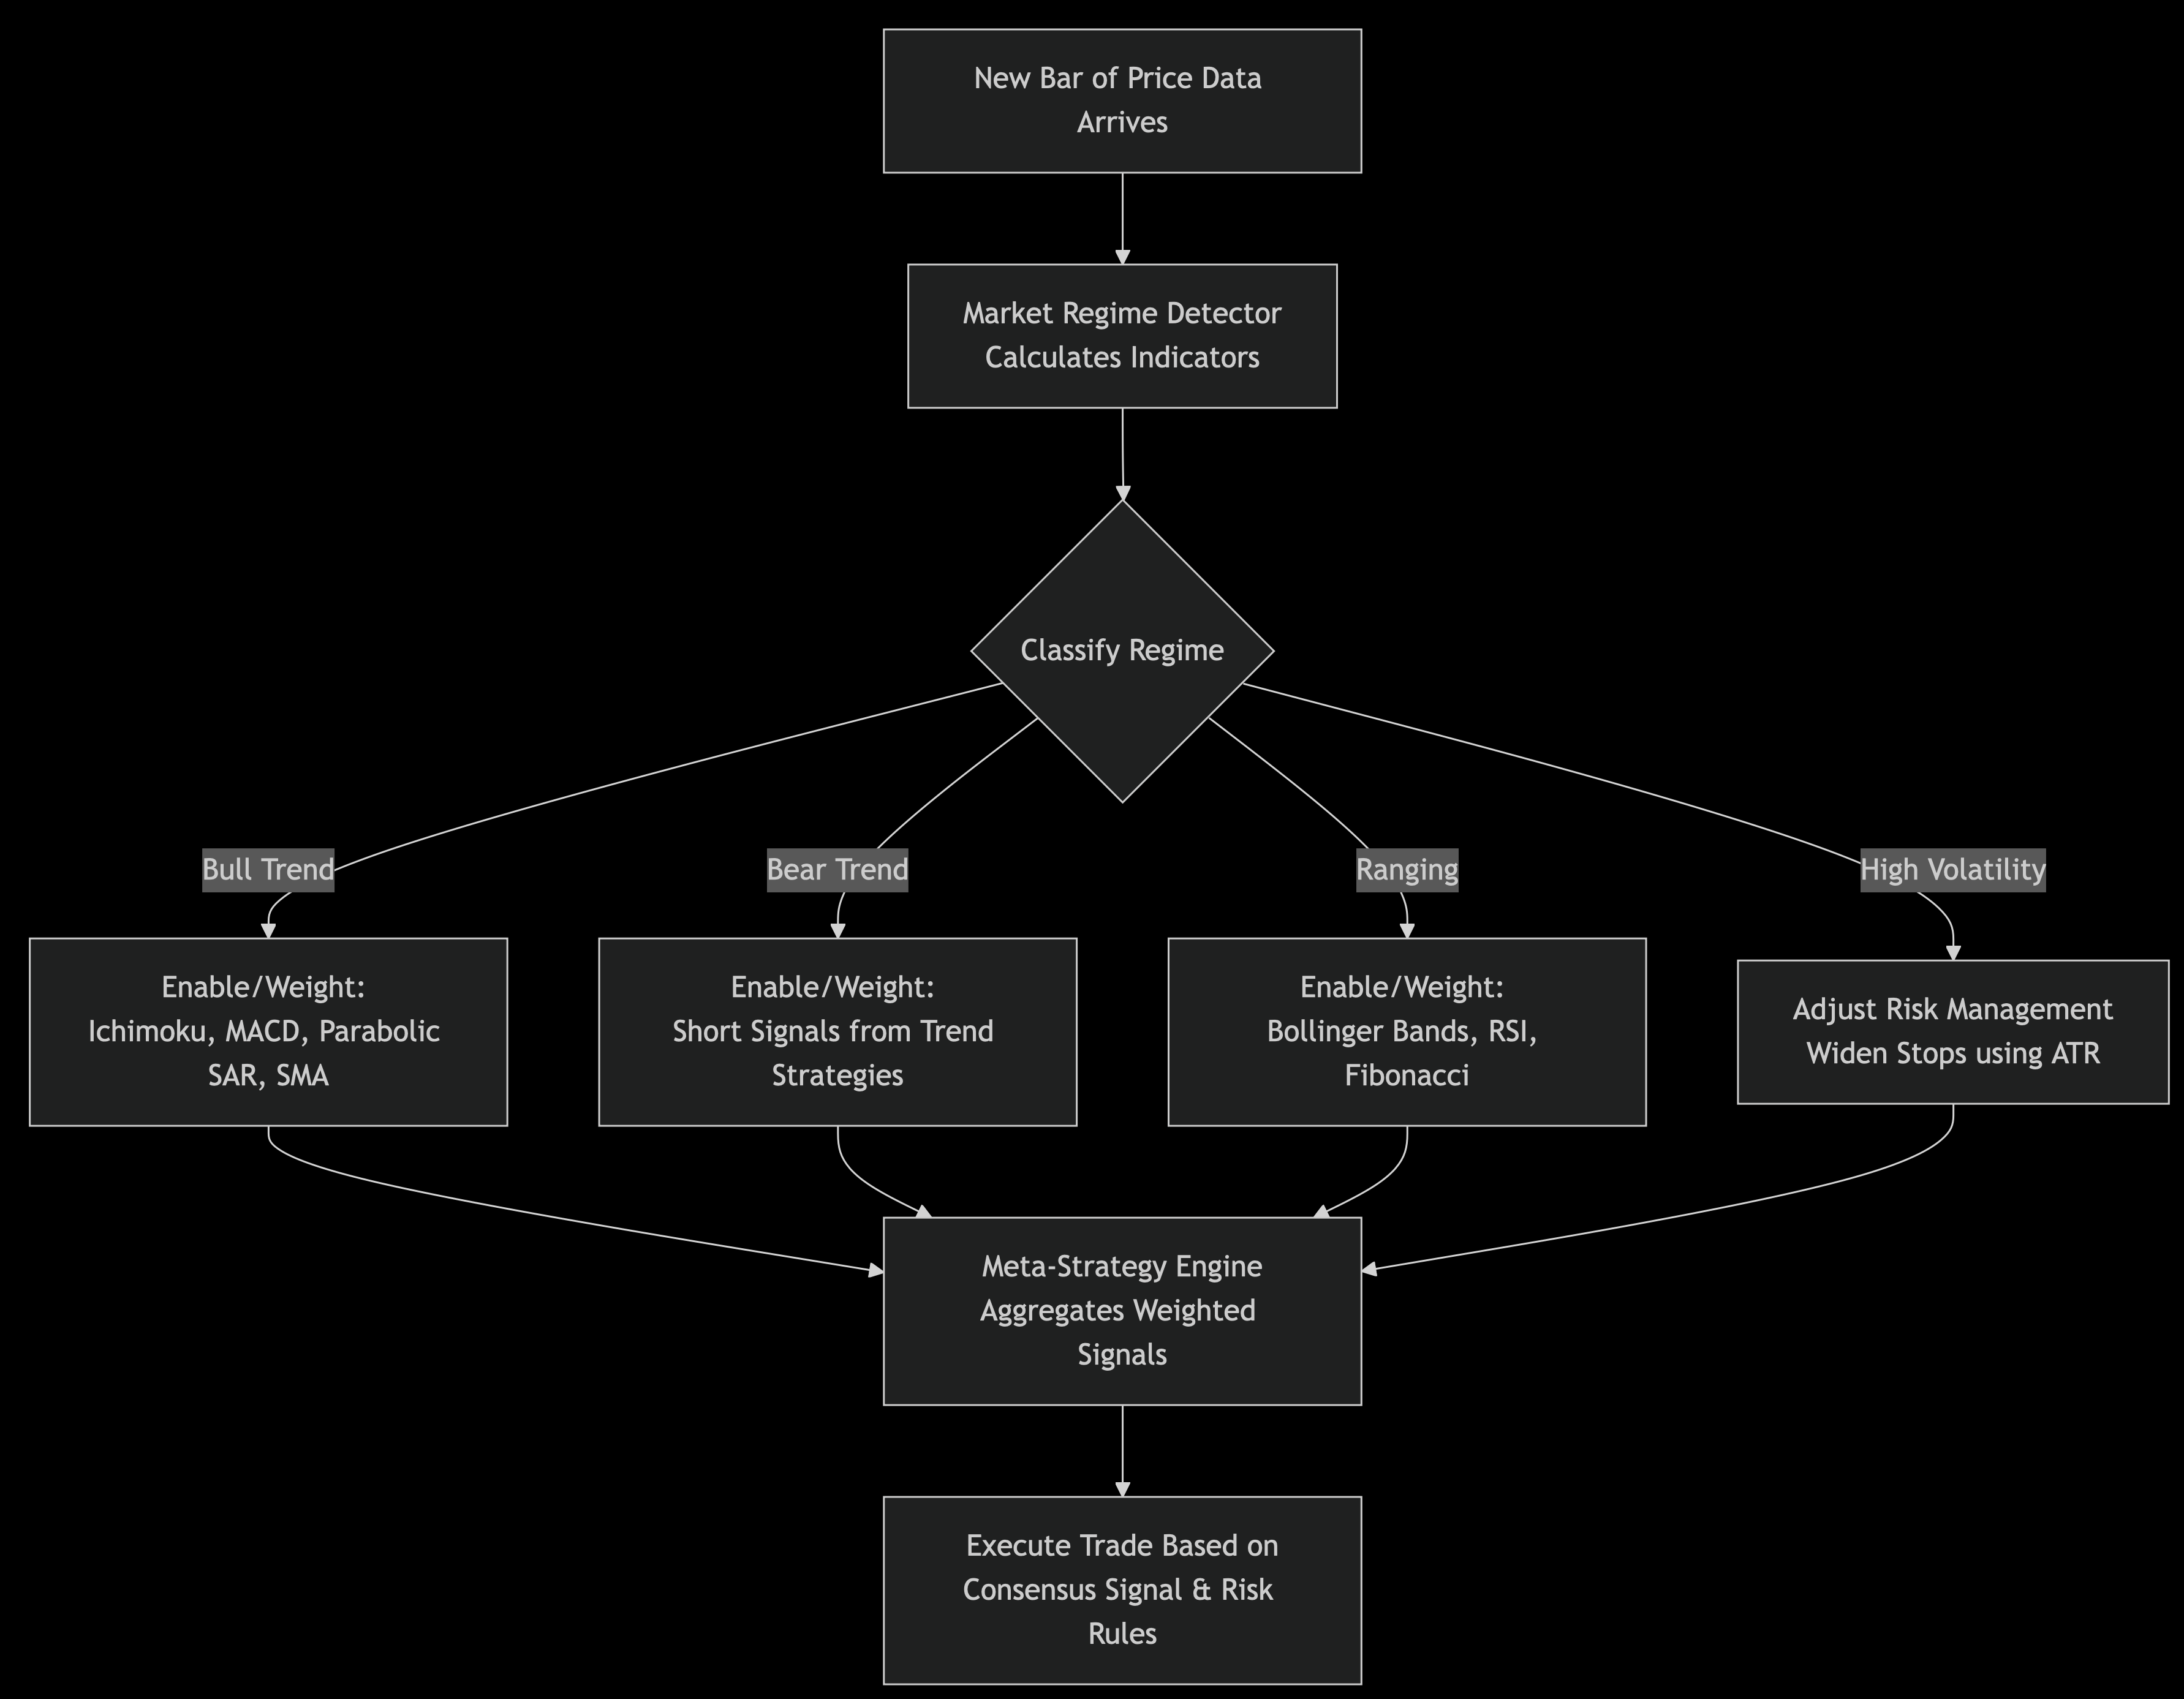 New Bar of Price Data
Arrives
Market Regime Detector
Calculates Indicators
Classify Regime
Bull Trend
Bear Trend
Ranging
High Volatility
Enable/Weight:
Ichimoku, MACD, Parabolic
SAR, SMA
Enable/Weight:
Short Signals from Trend
Strategies
Enable/Weight:
Bollinger Bands, RSI,
Fibonacci
Adjust Risk Management
Widen Stops using ATR
Meta-Strategy Engine
Aggregates Weighted
Signals
Execute Trade Based on
Consensus Signal & Risk
Rules